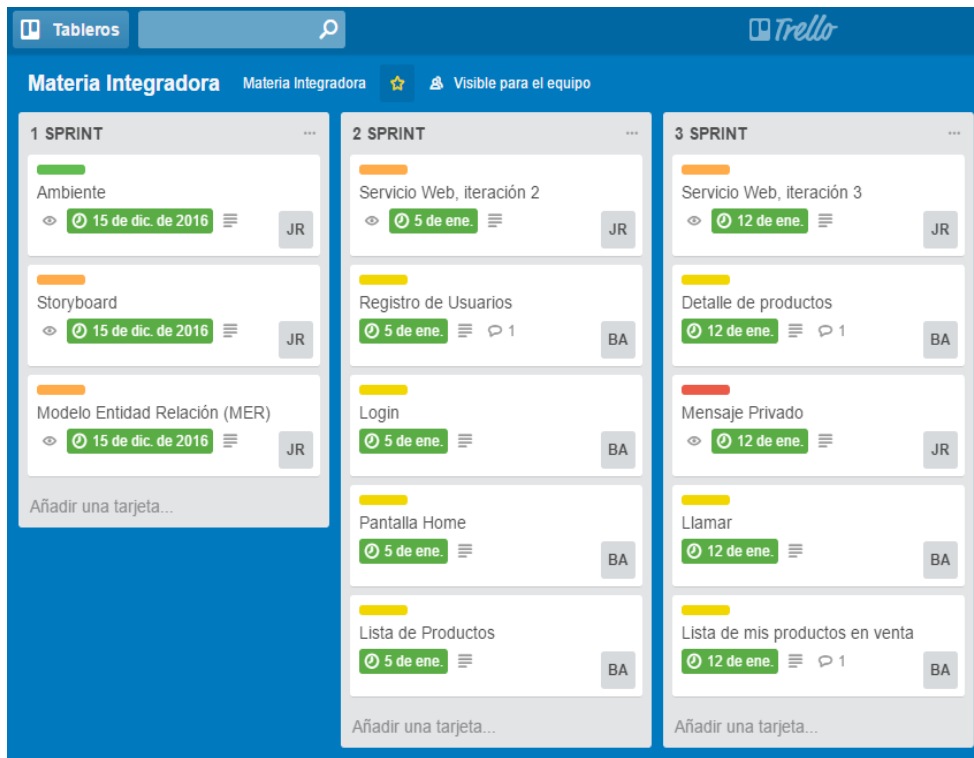 Tableros
Trello
Materia Integradora Materia Integradora Visible para el equipo
1 SPRINT
Ambiente
15 de dic. de 2016
JR
Storyboard
15 de dic. de 2016
JR
Modelo Entidad Relación (MER)
15 de dic. de 2016
JR
Añadir una tarjeta...
2 SPRINT
Servicio Web, iteración 2
5 de ene.
JR
Registro de Usuarios
5 de ene. 1
BA
Login
5 de ene.
BA
Pantalla Home
5 de ene.
BA
Lista de Productos
5 de ene.
BA
Añadir una tarjeta...
3 SPRINT
Servicio Web, iteración 3
12 de ene.
JR
Detalle de productos
12 de ene. 1
BA
Mensaje Privado
12 de ene.
JR
Llamar
12 de ene.
BA
Lista de mis productos en venta
12 de ene. 1
BA
Añadir una tarjeta...